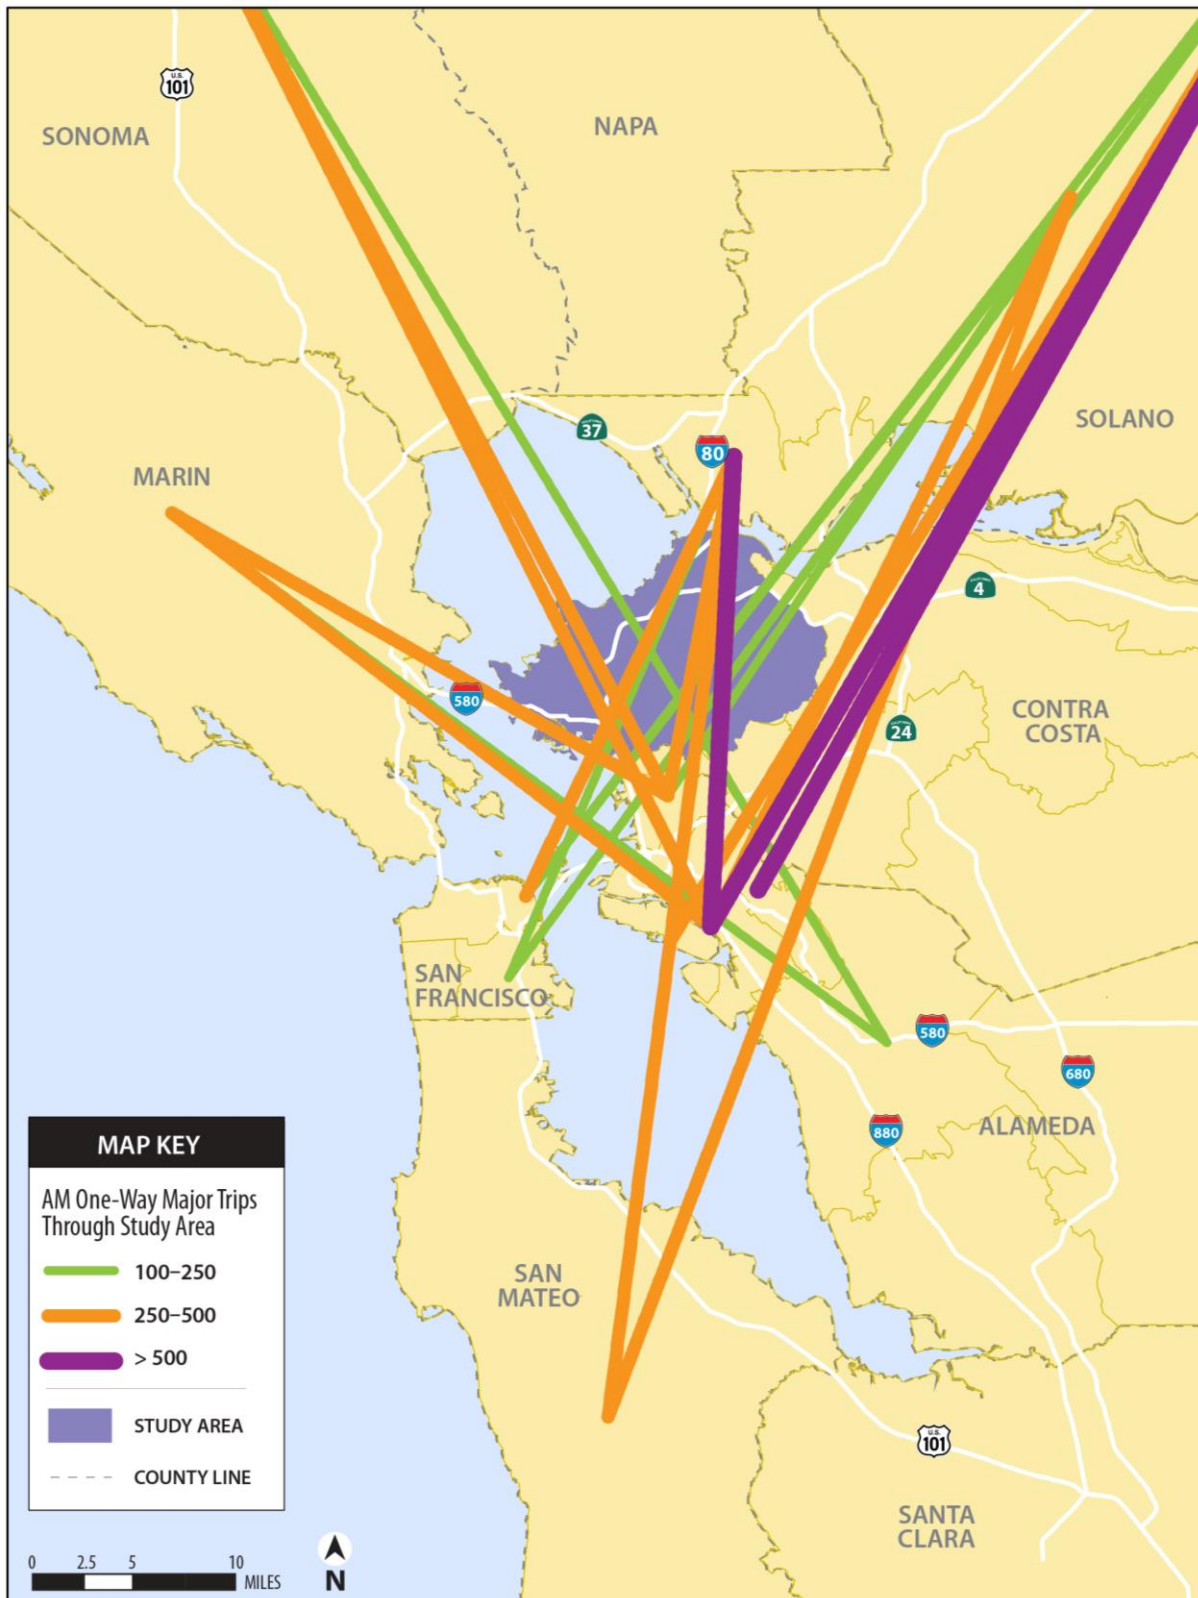 U.S.
101
SONOMA
NAPA
37
80
SOLANO
MARIN
4
580
CONTRA
COSTA
24
SAN
FRANCISCO
580
680
880
ALAMEDA
MAP KEY
AM One-Way Major Trips
Through Study Area
100–250
250–500
> 500
STUDY AREA
COUNTY LINE
SAN
MATEO
U.S.
101
SANTA
CLARA
0 2.5 5 10
MILES
N